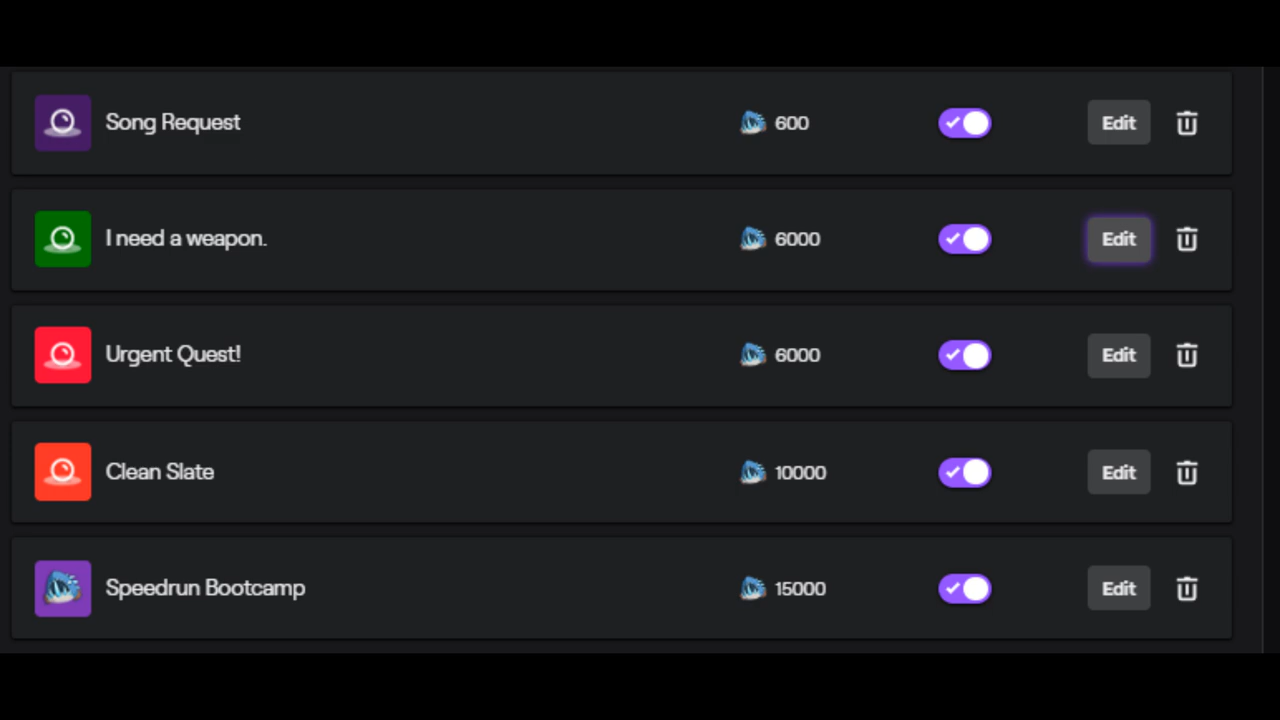 Song Request 600 Edit
I need a weapon. 6000 Edit
Urgent Quest! 6000 Edit
Clean Slate 10000 Edit
Speedrun Bootcamp 15000 Edit